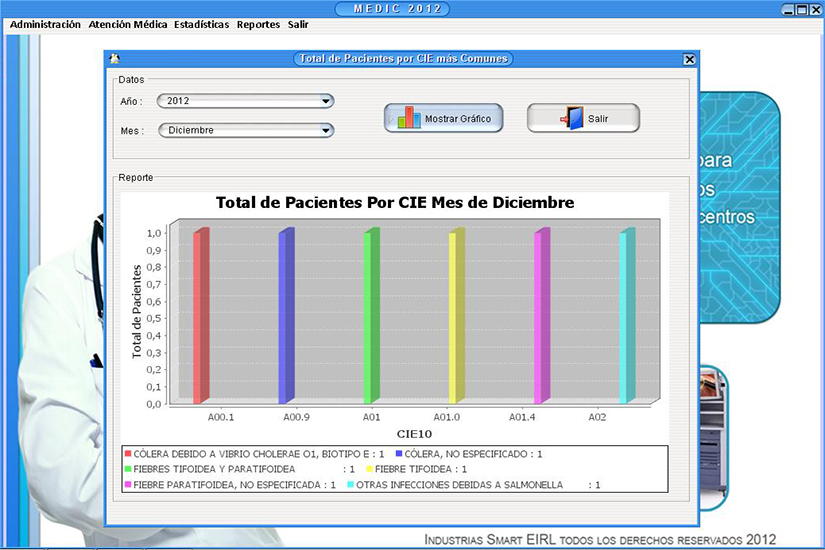 MEDIC 2012
Administración Atención Médica Estadísticas Reportes Salir
Total de Pacientes por CIE más Comunes
Datos
Año : 2012
Mes : Diciembre
Mostrar Gráfico
Salir
para
os
centros
Reporte
Total de Pacientes Por CIE Mes de Diciembre
Total de Pacientes
1,0
0,9
0,8
0,7
0,6
0,5
0,4
0,3
0,2
0,1
0,0
A00.1 A00.9 A01 A01.0 A01.4 A02
CIE10
CÓLERA DEBIDO A VIBRIO CHOLERAE O1, BIOTIPO E : 1 CÓLERA, NO ESPECIFICADO : 1
FIEBRES TIFOIDEA Y PARATIFOIDEA : 1 FIEBRE TIFOIDEA : 1
FIEBRE PARATIFOIDEA, NO ESPECIFICADA : 1 OTRAS INFECCIONES DEBIDAS A SALMONELLA : 1
INDUSTRIAS SMART EIRL TODOS LOS DERECHOS RESERVADOS 2012